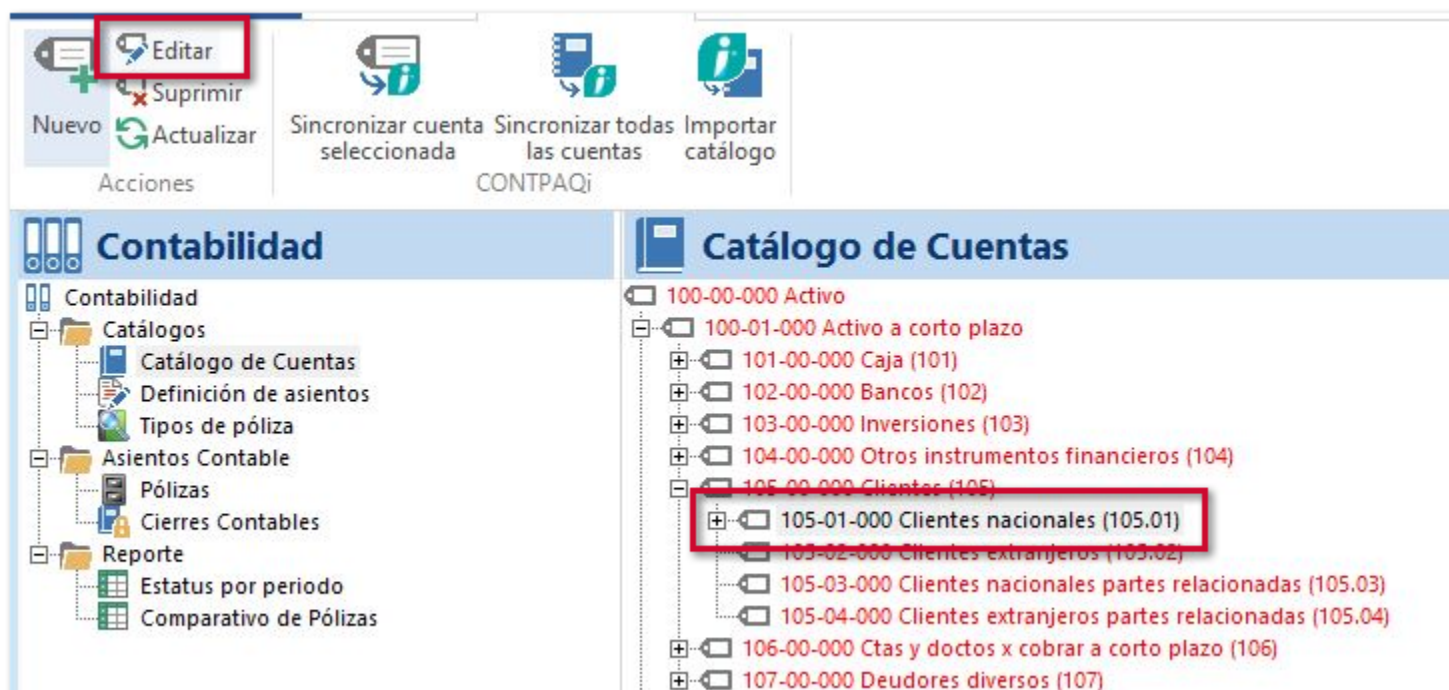 Nuevo
Editar
Suprimir
Actualizar
Acciones
Sincronizar cuenta seleccionada
Sincronizar todas las cuentas
Importar catálogo
CONTPAQi
Contabilidad
Contabilidad
Catálogos
Catálogo de Cuentas
Definición de asientos
Tipos de póliza
Asientos Contable
Pólizas
Cierres Contables
Reporte
Estatus por periodo
Comparativo de Pólizas
Catálogo de Cuentas
100-00-000 Activo
100-01-000 Activo a corto plazo
101-00-000 Caja (101)
102-00-000 Bancos (102)
103-00-000 Inversiones (103)
104-00-000 Otros instrumentos financieros (104)
105-00-000 Clientes (105)
105-01-000 Clientes nacionales (105.01)
105-02-000 Clientes extranjeros (105.02)
105-03-000 Clientes nacionales partes relacionadas (105.03)
105-04-000 Clientes extranjeros partes relacionadas (105.04)
106-00-000 Ctas y doctos x cobrar a corto plazo (106)
107-00-000 Deudores diversos (107)